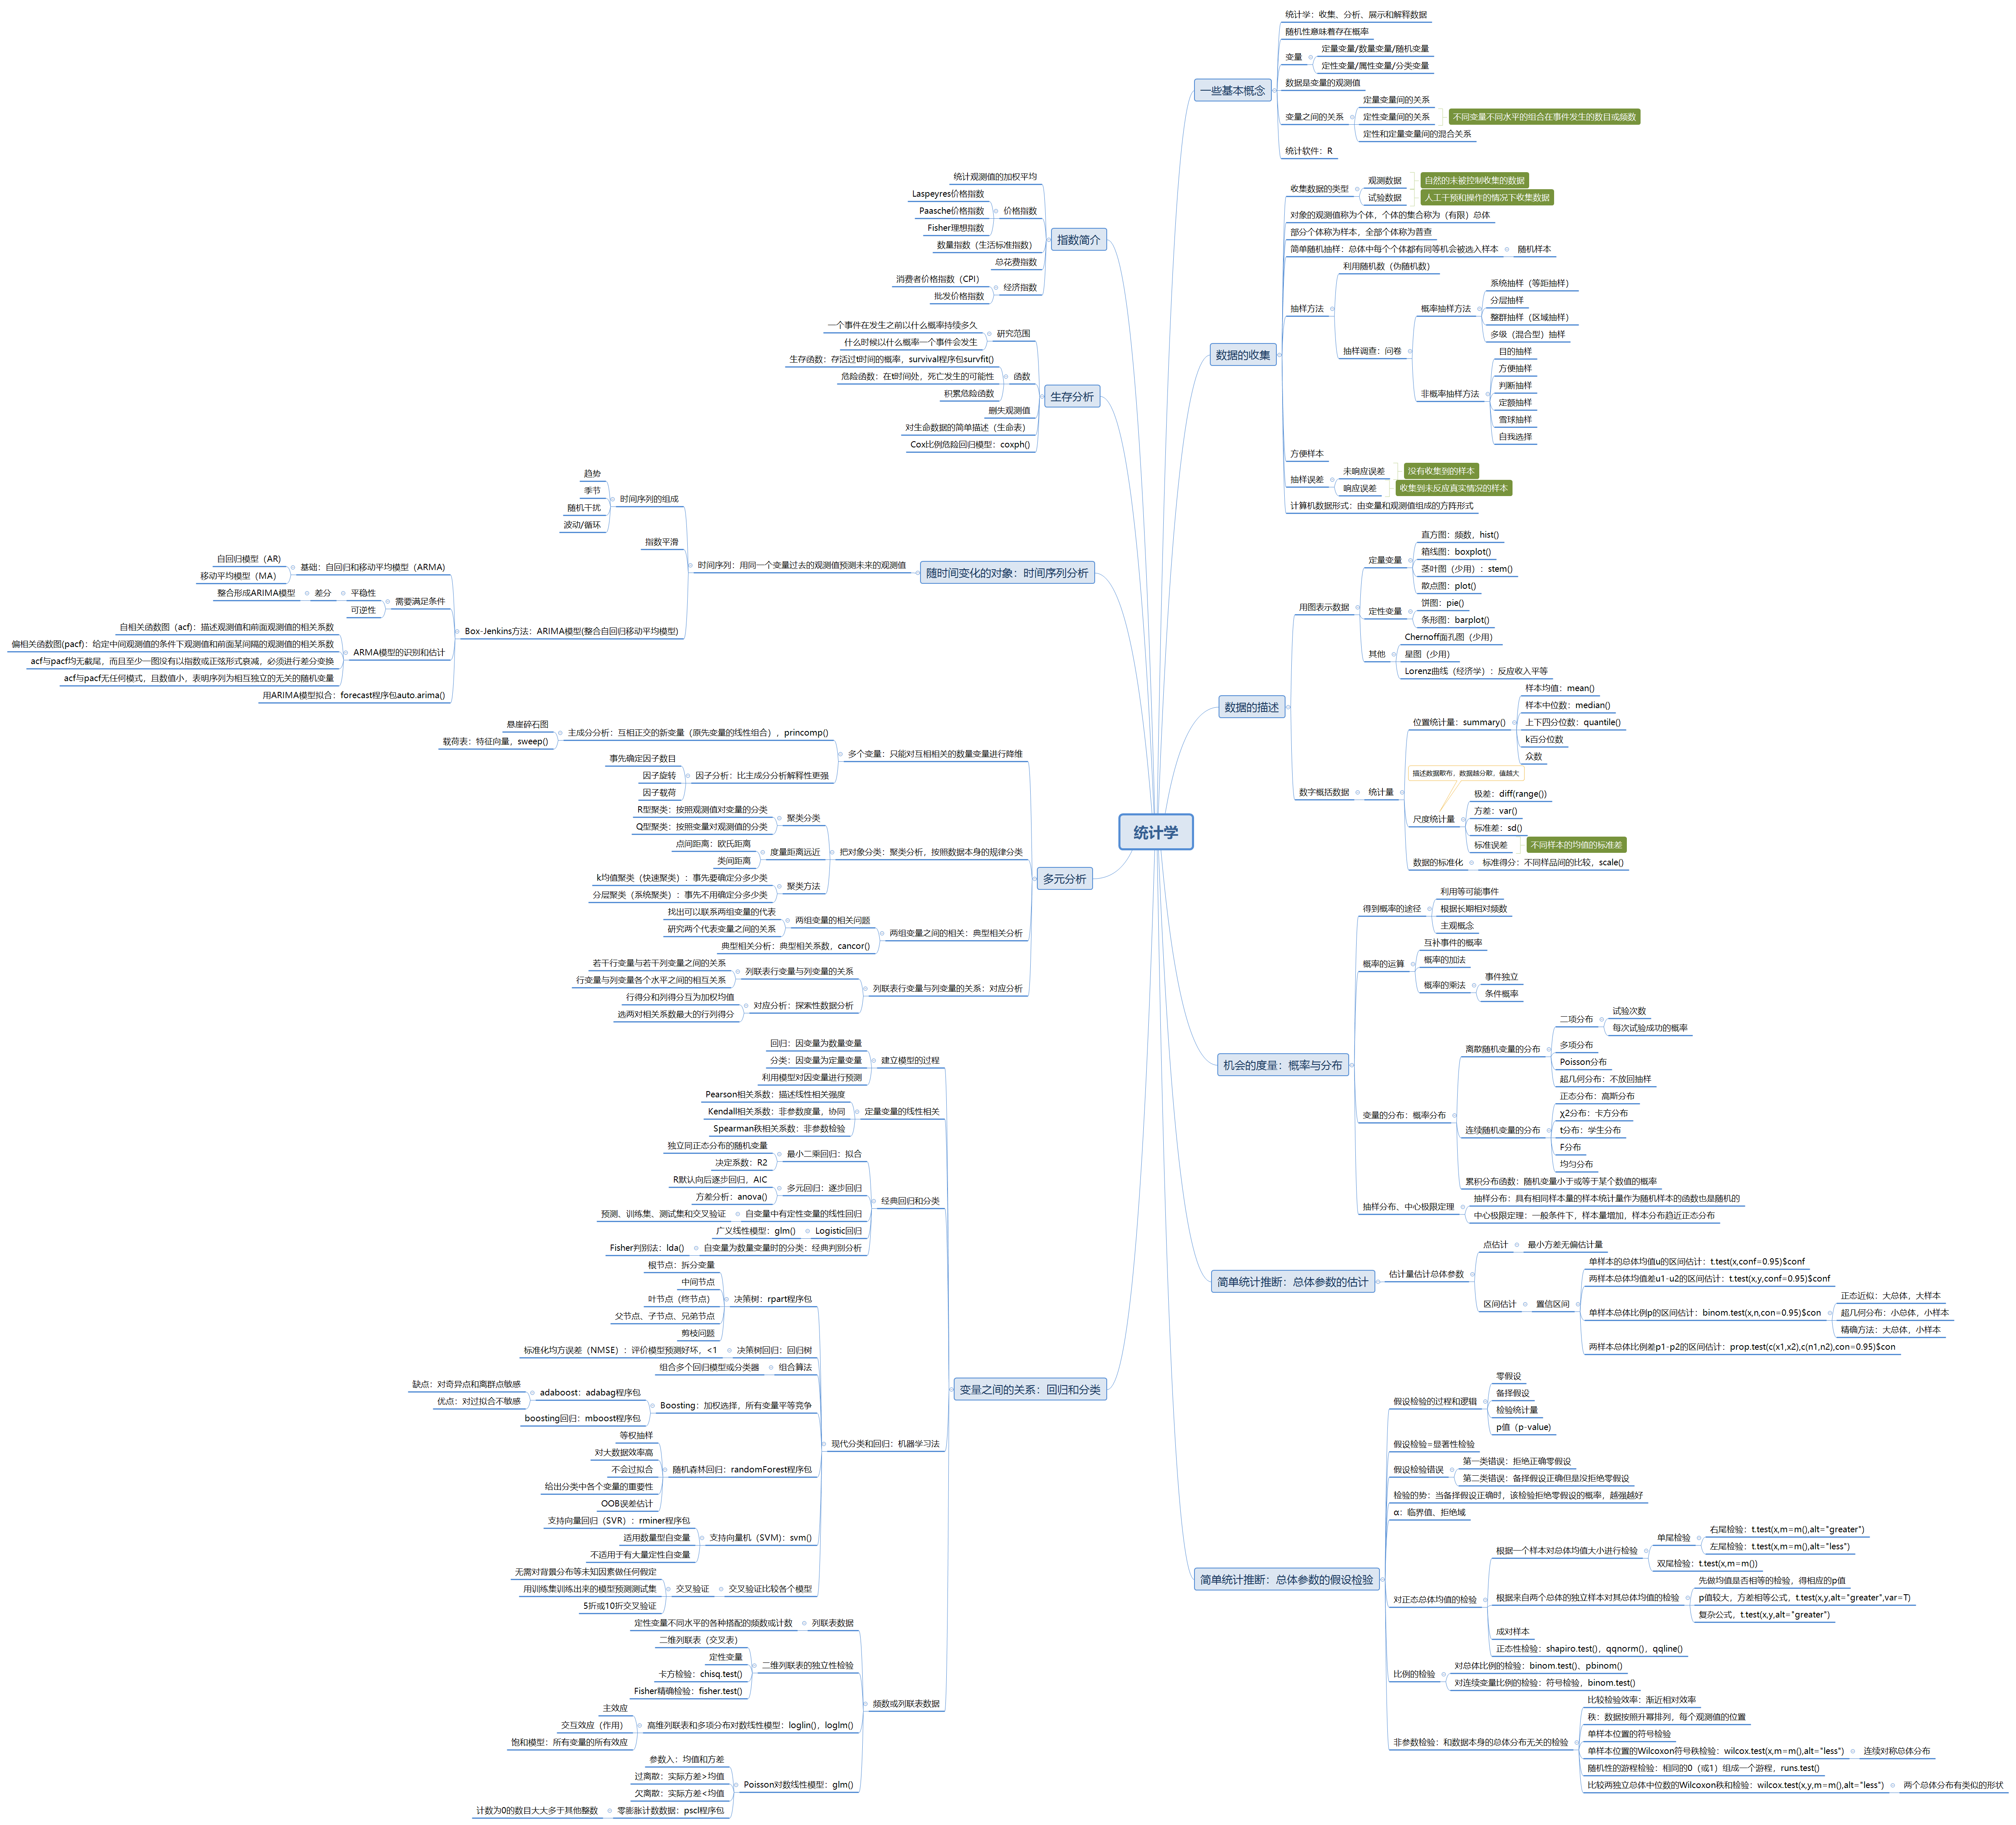 统计学
一些基本概念
统计学：收集、分析、展示和解释数据
随机性意味着存在概率
变量
定量变量/数量变量/随机变量
定性变量/属性变量/分类变量
数据是变量的观测值
变量之间的关系
定量变量间的关系
定性变量间的关系
不同变量不同水平的组合在事件发生的数目或频数
定性和定量变量间的混合关系
统计软件：R
数据的收集
收集数据的类型
观测数据
自然的未被控制收集的数据
试验数据
人工干预和操作的情况下收集数据
对象的观测值称为个体，个体的集合称为（有限）总体
部分个体称为样本，全部个体称为普查
简单随机抽样：总体中每个个体都有同等机会被选入样本
随机样本
抽样方法
利用随机数（伪随机数）
抽样调查：问卷
概率抽样方法
系统抽样（等距抽样）
分层抽样
整群抽样（区域抽样）
多级（混合型）抽样
非概率抽样方法
目的抽样
方便抽样
判断抽样
定额抽样
雪球抽样
自我选择
方便样本
抽样误差
未响应误差
没有收集到的样本
响应误差
收集到未反应真实情况的样本
计算机数据形式：由变量和观测值组成的方阵形式
数据的描述
用图表示数据
定量变量
直方图：频数，hist()
箱线图：boxplot()
茎叶图（少用）：stem()
散点图：plot()
定性变量
饼图：pie()
条形图：barplot()
其他
Chernoff面孔图（少用）
星图（少用）
Lorenz曲线（经济学）：反应收入平等
数字概括数据
统计量
位置统计量：summary()
样本均值：mean()
样本中位数：median()
上下四分位数：quantile()
k百分位数
众数
描述数据散布，数据越分散，值越大
尺度统计量
极差：diff(range())
方差：var()
标准差：sd()
标准误差
不同样本的均值的标准差
数据的标准化
标准得分：不同样品间的比较，scale()
机会的度量：概率与分布
得到概率的途径
利用等可能事件
根据长期相对频数
主观概念
概率的运算
互补事件的概率
概率的加法
概率的乘法
事件独立
条件概率
变量的分布：概率分布
离散随机变量的分布
二项分布
试验次数
每次试验成功的概率
多项分布
Poisson分布
超几何分布：不放回抽样
连续随机变量的分布
正态分布：高斯分布
χ2分布：卡方分布
t分布：学生分布
F分布
均匀分布
累积分布函数：随机变量小于或等于某个数值的概率
抽样分布、中心极限定理
抽样分布：具有相同样本量的样本统计量作为随机样本的函数也是随机的
中心极限定理：一般条件下，样本量增加，样本分布趋近正态分布
简单统计推断：总体参数的估计
估计量估计总体参数
点估计
最小方差无偏估计量
区间估计
置信区间
单样本的总体均值u的区间估计：t.test(x,conf=0.95)$conf
两样本总体均值差u1-u2的区间估计：t.test(x,y,conf=0.95)$conf
单样本总体比例p的区间估计：binom.test(x,n,con=0.95)$con
正态近似：大总体，大样本
超几何分布：小总体，小样本
精确方法：大总体，小样本
两样本总体比例差p1-p2的区间估计：prop.test(c(x1,x2),c(n1,n2),con=0.95)$con
简单统计推断：总体参数的假设检验
假设检验的过程和逻辑
零假设
备择假设
检验统计量
p值（p-value）
假设检验=显著性检验
假设检验错误
第一类错误：拒绝正确零假设
第二类错误：备择假设正确但是没拒绝零假设
检验的势：当备择假设正确时，该检验拒绝零假设的概率，越强越好
α：临界值、拒绝域
对正态总体均值的检验
根据一个样本对总体均值大小进行检验
单尾检验
右尾检验：t.test(x,m=m(),alt="greater")
左尾检验：t.test(x,m=m(),alt="less")
双尾检验：t.test(x,m=m())
根据来自两个总体的独立样本对其总体均值的检验
先做均值是否相等的检验，得相应的p值
p值较大，方差相等公式，t.test(x,y,alt="greater",var=T)
复杂公式，t.test(x,y,alt="greater")
成对样本
正态性检验：shapiro.test()，qqnorm()，qqline()
比例的检验
对总体比例的检验：binom.test()、pbinom()
对连续变量比例的检验：符号检验，binom.test()
非参数检验：和数据本身的总体分布无关的检验
比较检验效率：渐近相对效率
秩：数据按照升幂排列，每个观测值的位置
单样本位置的符号检验
单样本位置的Wilcoxon符号秩检验：wilcox.test(x,m=m(),alt="less")
连续对称总体分布
随机性的游程检验：相同的0（或1）组成一个游程，runs.test()
比较两独立总体中位数的Wilcoxon秩和检验：wilcox.test(x,y,m=m(),alt="less")
两个总体分布有类似的形状
指数简介
统计观测值的加权平均
价格指数
Laspeyres价格指数
Paasche价格指数
Fisher理想指数
数量指数（生活标准指数）
总花费指数
经济指数
消费者价格指数（CPI）
批发价格指数
生存分析
研究范围
一个事件在发生之前以什么概率持续多久
什么时候以什么概率一个事件会发生
函数
生存函数：存活过t时间的概率，survival程序包survfit()
危险函数：在t时间处，死亡发生的可能性
积累危险函数
删失观测值
对生命数据的简单描述（生命表）
Cox比例危险回归模型：coxph()
随时间变化的对象：时间序列分析
时间序列：用同一个变量过去的观测值预测未来的观测值
时间序列的组成
趋势
季节
随机干扰
波动/循环
指数平滑
Box-Jenkins方法：ARIMA模型(整合自回归移动平均模型)
基础：自回归和移动平均模型（ARMA)
自回归模型（AR)
移动平均模型（MA）
需要满足条件
平稳性
差分
整合形成ARIMA模型
可逆性
ARMA模型的识别和估计
自相关函数图（acf)：描述观测值和前面观测值的相关系数
偏相关函数图(pacf)：给定中间观测值的条件下观测值和前面某间隔的观测值的相关系数
acf与pacf均无截尾，而且至少一图没有以指数或正弦形式衰减，必须进行差分变换
acf与pacf无任何模式，且数值小，表明序列为相互独立的无关的随机变量
用ARIMA模型拟合：forecast程序包auto.arima()
多元分析
多个变量：只能对互相相关的数量变量进行降维
主成分分析：互相正交的新变量（原先变量的线性组合），princomp()
悬崖碎石图
载荷表：特征向量，sweep()
因子分析：比主成分分析解释性更强
事先确定因子数目
因子旋转
因子载荷
把对象分类：聚类分析，按照数据本身的规律分类
聚类分类
R型聚类：按照观测值对变量的分类
Q型聚类：按照变量对观测值的分类
度量距离远近
点间距离：欧氏距离
类间距离
聚类方法
k均值聚类（快速聚类）：事先要确定分多少类
分层聚类（系统聚类）：事先不用确定分多少类
两组变量之间的相关：典型相关分析
两组变量的相关问题
找出可以联系两组变量的代表
研究两个代表变量之间的关系
典型相关分析：典型相关系数，cancor()
列联表行变量与列变量的关系：对应分析
列联表行变量与列变量的关系
若干行变量与若干列变量之间的关系
行变量与列变量各个水平之间的相互关系
对应分析：探索性数据分析
行得分和列得分互为加权均值
选两对相关系数最大的行列得分
变量之间的关系：回归和分类
建立模型的过程
回归：因变量为数量变量
分类：因变量为定量变量
利用模型对因变量进行预测
定量变量的线性相关
Pearson相关系数：描述线性相关强度
Kendall相关系数：非参数度量，协同
Spearman秩相关系数：非参数检验
经典回归和分类
最小二乘回归：拟合
独立同正态分布的随机变量
决定系数：R2
多元回归：逐步回归
R默认向后逐步回归，AIC
方差分析：anova()
自变量中有定性变量的线性回归
预测、训练集、测试集和交叉验证
Logistic回归
广义线性模型：glm()
自变量为数量变量时的分类：经典判别分析
Fisher判别法：lda()
现代分类和回归：机器学习法
决策树：rpart程序包
根节点：拆分变量
中间节点
叶节点（终节点）
父节点、子节点、兄弟节点
剪枝问题
决策树回归：回归树
标准化均方误差（NMSE）：评价模型预测好坏，<1
组合算法
组合多个回归模型或分类器
Boosting：加权选择，所有变量平等竞争
adaboost：adabag程序包
缺点：对奇异点和离群点敏感
优点：对过拟合不敏感
boosting回归：mboost程序包
随机森林回归：randomForest程序包
等权抽样
对大数据效率高
不会过拟合
给出分类中各个变量的重要性
OOB误差估计
支持向量机（SVM)：svm()
支持向量回归（SVR）：rminer程序包
适用数量型自变量
不适用于有大量定性自变量
交叉验证比较各个模型
交叉验证
无需对背景分布等未知因素做任何假定
用训练集训练出来的模型预测测试集
5折或10折交叉验证
频数或列联表数据
列联表数据
定性变量不同水平的各种搭配的频数或计数
二维列联表的独立性检验
二维列联表（交叉表）
定性变量
卡方检验：chisq.test()
Fisher精确检验：fisher.test()
高维列联表和多项分布对数线性模型：loglin()，loglm()
主效应
交互效应（作用）
饱和模型：所有变量的所有效应
Poisson对数线性模型：glm()
参数入：均值和方差
过离散：实际方差>均值
欠离散：实际方差<均值
零膨胀计数数据：pscl程序包
计数为0的数目大大多于其他整数